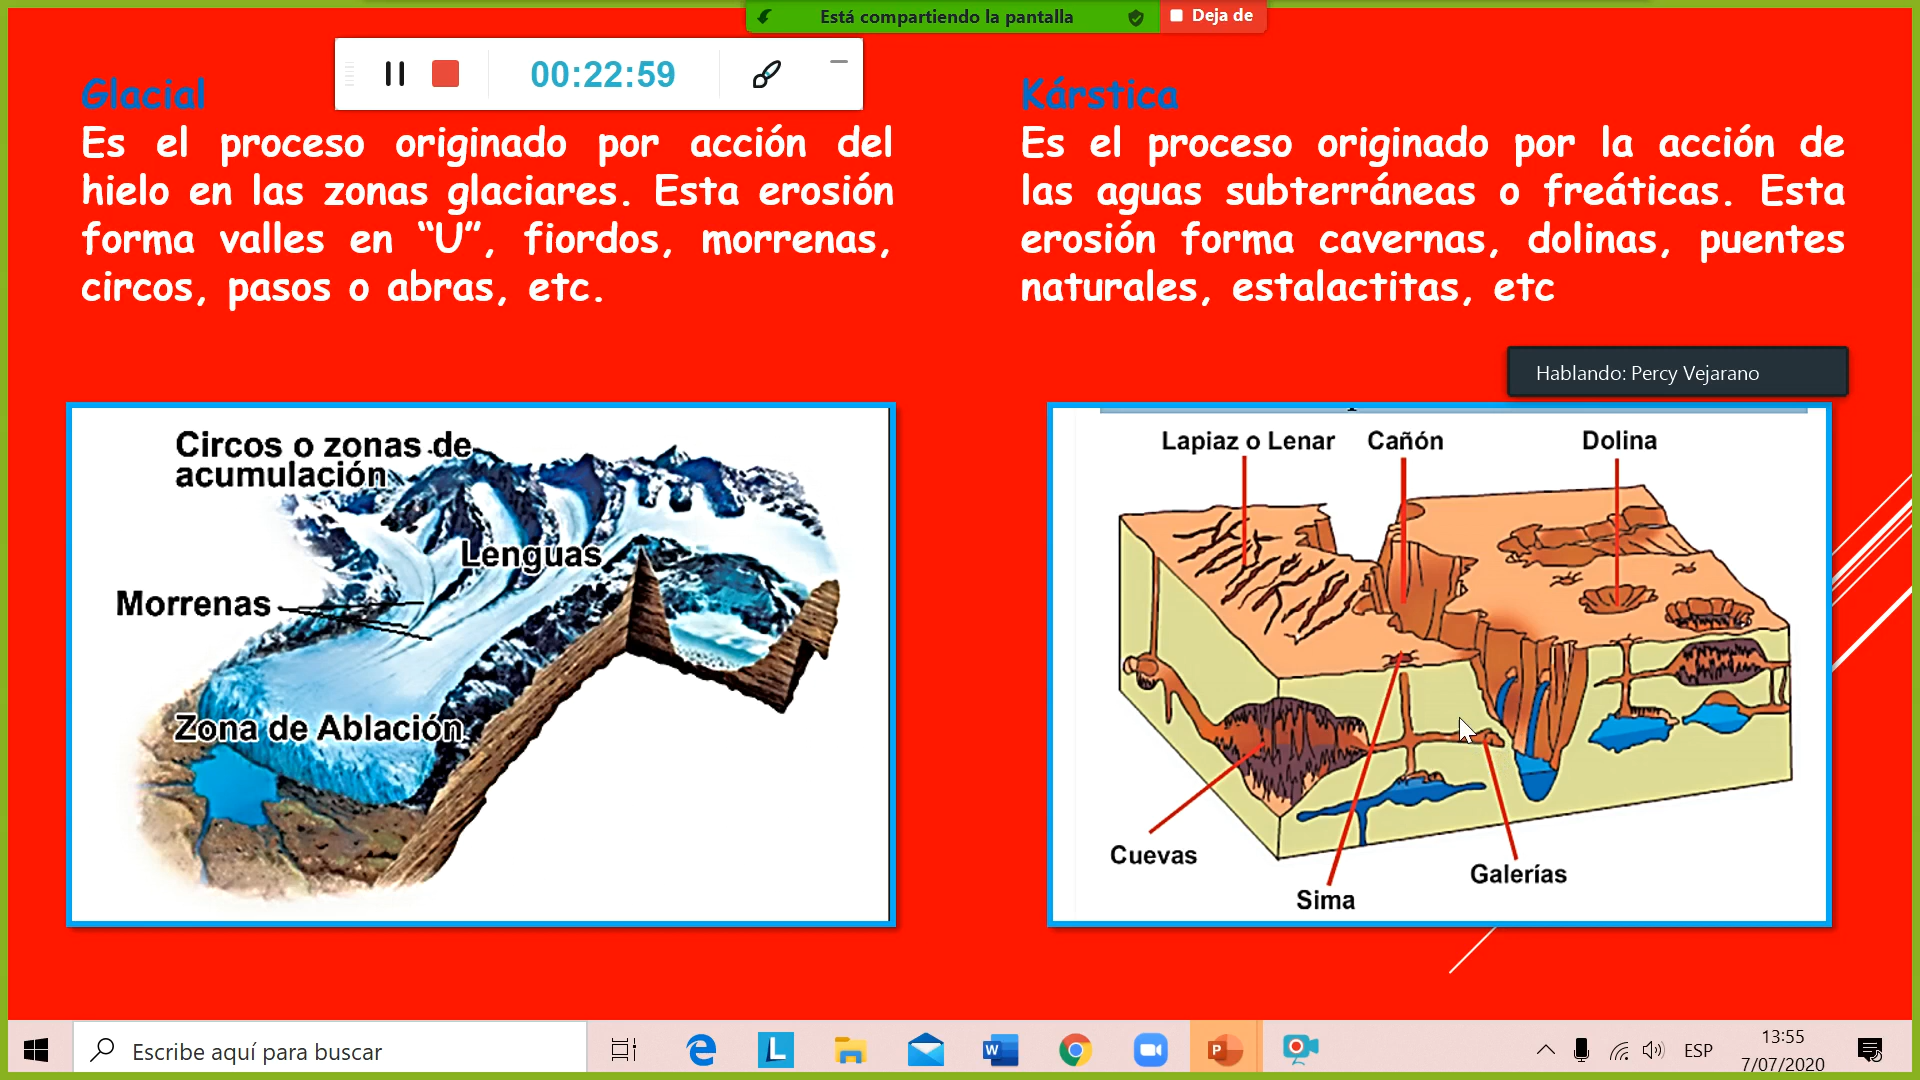 Está compartiendo la pantalla
Deja de
00:22:59
Glacial
Es el proceso originado por acción del
hielo en las zonas glaciares. Esta erosión
forma valles en “U”, fiordos, morrenas,
circos, pasos o abras, etc.
Kárstica
Es el proceso originado por la acción de
las aguas subterráneas o freáticas. Esta
erosión forma cavernas, dolinas, puentes
naturales, estalactitas, etc
Hablando: Percy Vejarano
Circos o zonas de
acumulación
Lenguas
Morrenas
Zona de Ablación
Lapiaz o Lenar
Cañón
Dolina
Cuevas
Sima
Galerías
Escribe aquí para buscar
ESP
13:55
7/07/2020